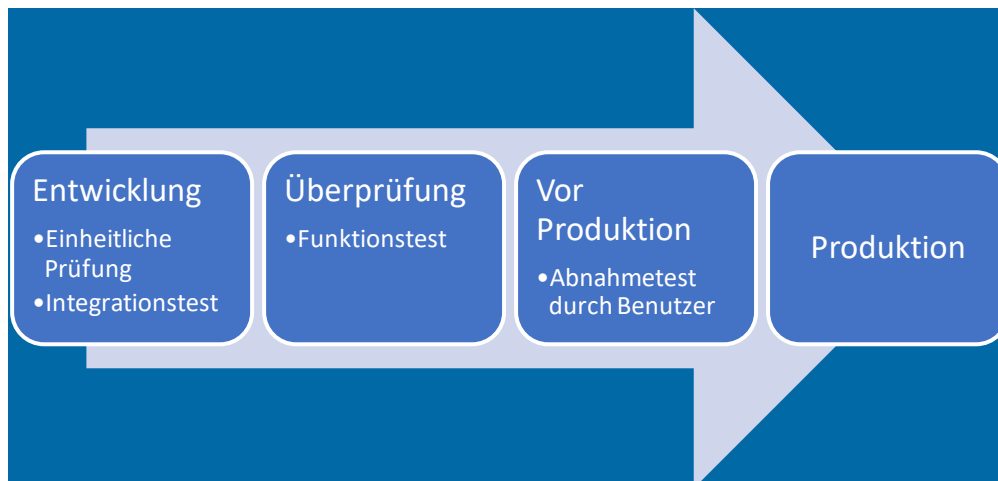 Entwicklung
•Einheitliche
Prüfung
•Integrationstest
Überprüfung
•Funktionstest
Vor
Produktion
•Abnahmetest
durch Benutzer
Produktion